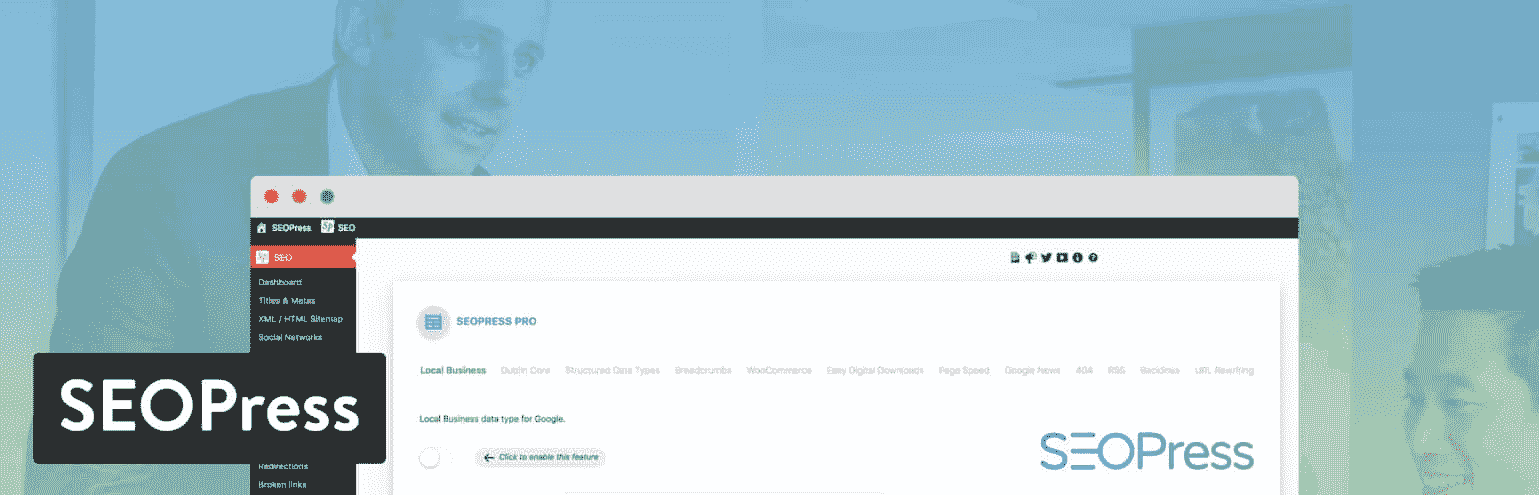 SEOPress SEO
SEO
Dashboard
Titles & Metas
XML / HTML Sitemap
Social Networks
SEOPRESS PRO
Local Business Dublin Core Structured Data Types Breadcrumbs WooCommerce Easy Digital Downloads Page Speed Google News 404 RSS Backlinks URL Rewriting
SEOPress
Local Business data type for Google.
Click to enable this feature
SEOPress
Redirections
Broken links